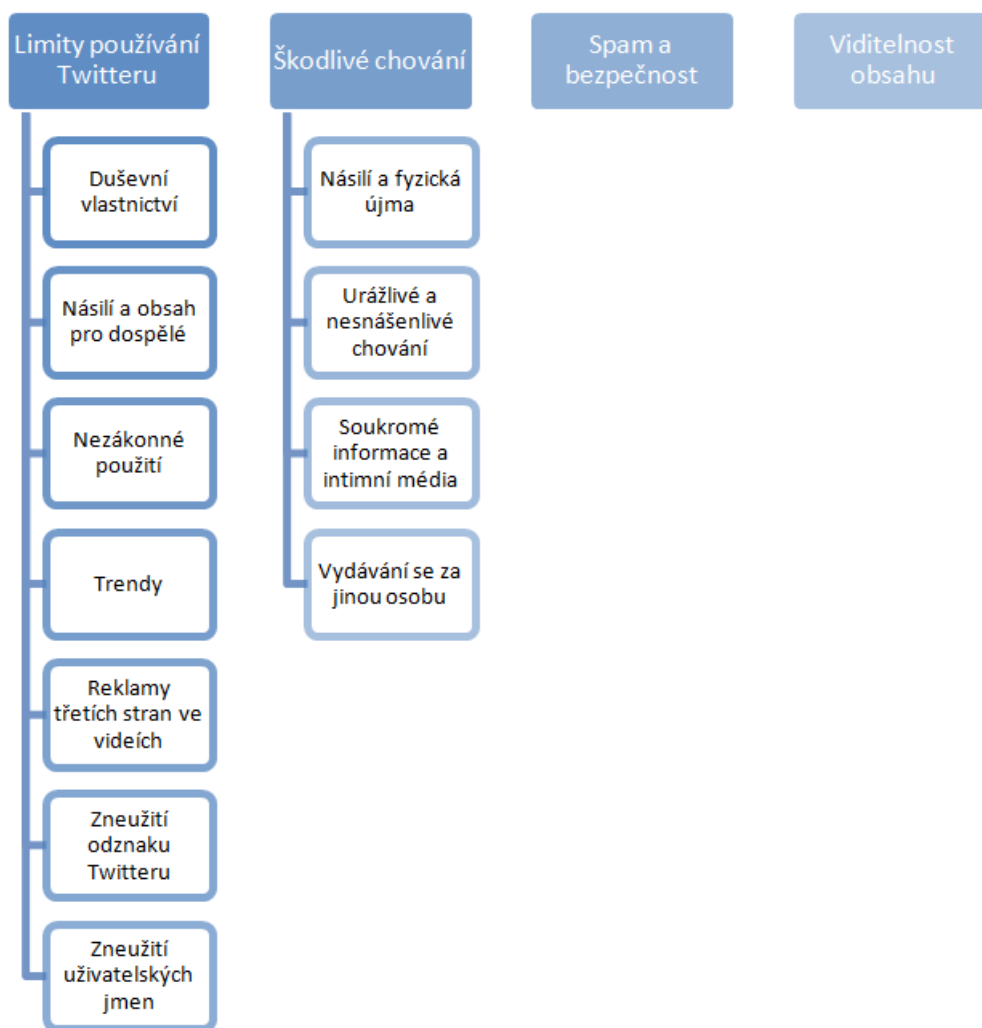 Limity používání
Twitteru
Škodlivé chování
Spam a
bezpečnost
Viditelnost
obsahu
Duševní
vlastnictví
Násilí a obsah
pro dospělé
Nezákonné
použití
Trendy
Reklamy
třetích stran ve
videích
Zneužití
odznaku
Twitteru
Zneužití
uživatelských
jmen
Násilí a fyzická
újma
Urážlivé a
nesnášenlivé
chování
Soukromé
informace a
intimní média
Vydávání se za
jinou osobu